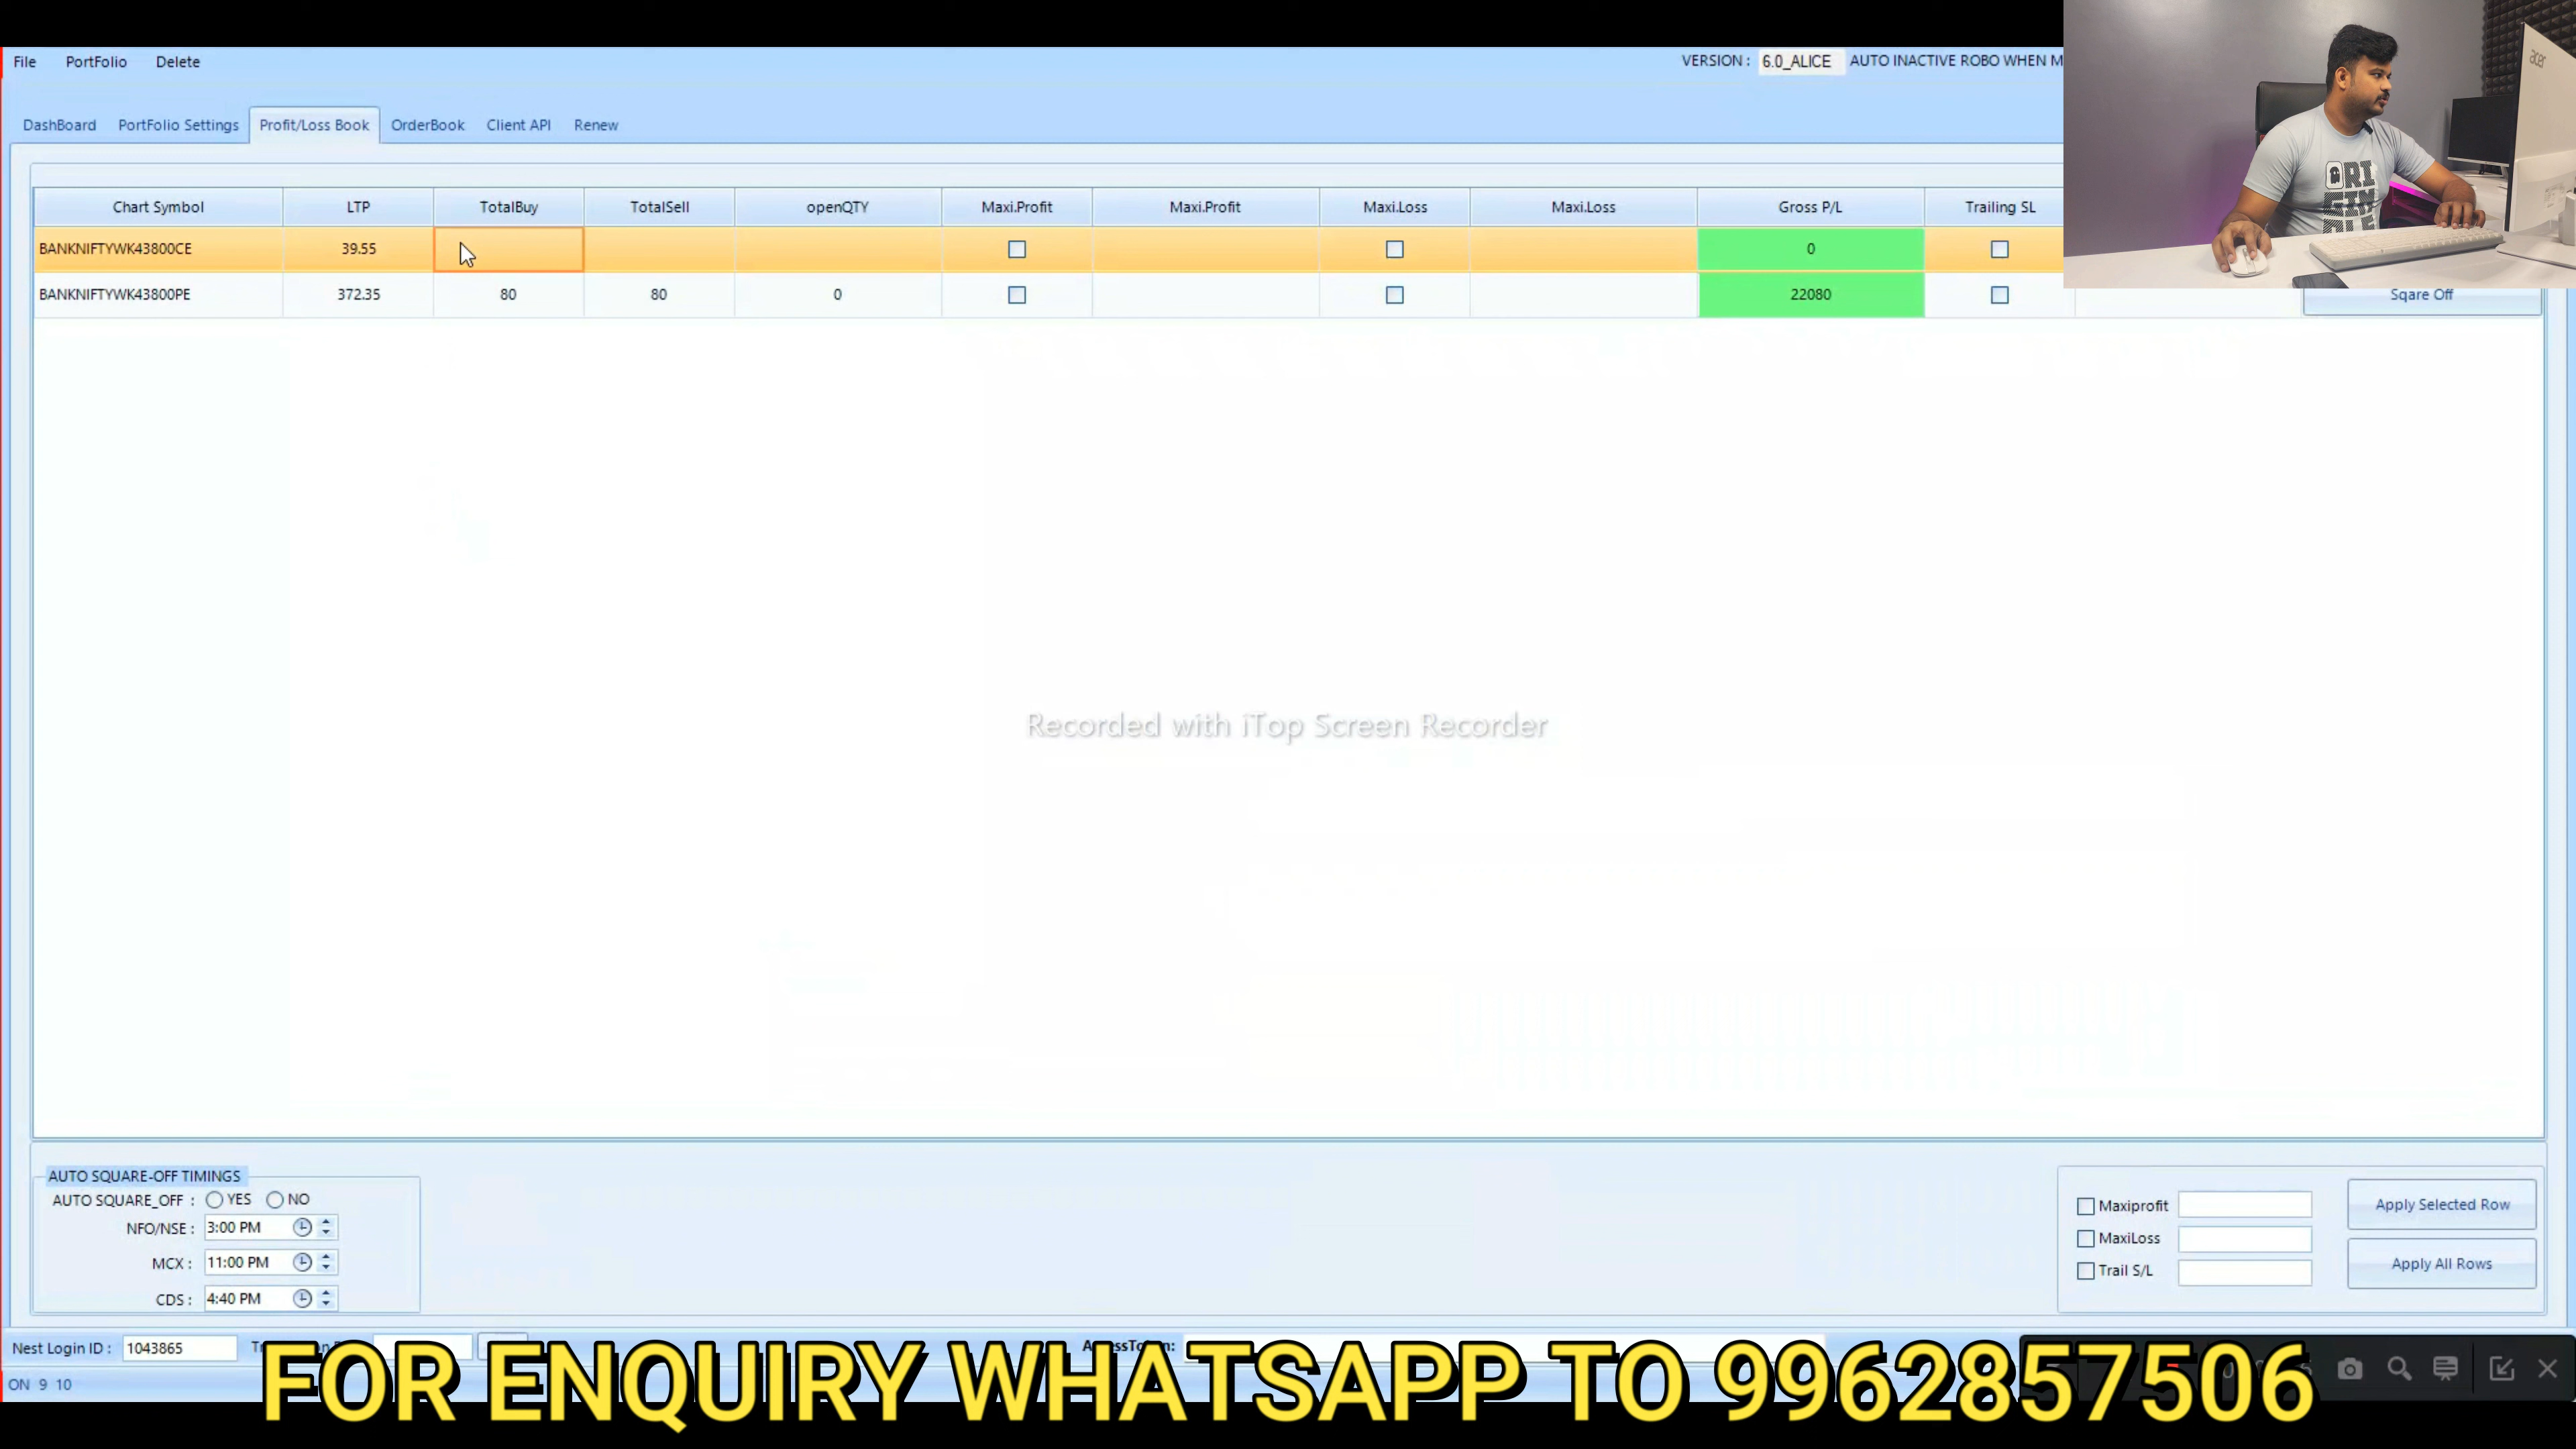 File PortFolio Delete
VERSION : 6.0_ALICE AUTO INACTIVE ROBO WHEN M
acer
DashBoard PortFolio Settings Profit/Loss Book OrderBook Client API Renew
ORI
GIN
Chart Symbol LTP TotalBuy TotalSell openQTY Maxi.Profit Maxi.Profit Maxi.Loss Maxi.Loss Gross P/L Trailing SL
BANKNIFTYWK43800CE 39.55 0
BANKNIFTYWK43800PE 372.35 80 80 0 22080 Sqare Off
Recorded with iTop Screen Recorder
AUTO SQUARE-OFF TIMINGS
AUTO SQUARE_OFF : YES NO
NFO/NSE : 3:00 PM
MCX : 11:00 PM
CDS : 4:40 PM
Maxiprofit
MaxiLoss
Trail S/L
Apply Selected Row
Apply All Rows
Nest Login ID : 1043865
ON 9 10
FOR ENQUIRY WHATSAPP TO 9962857506